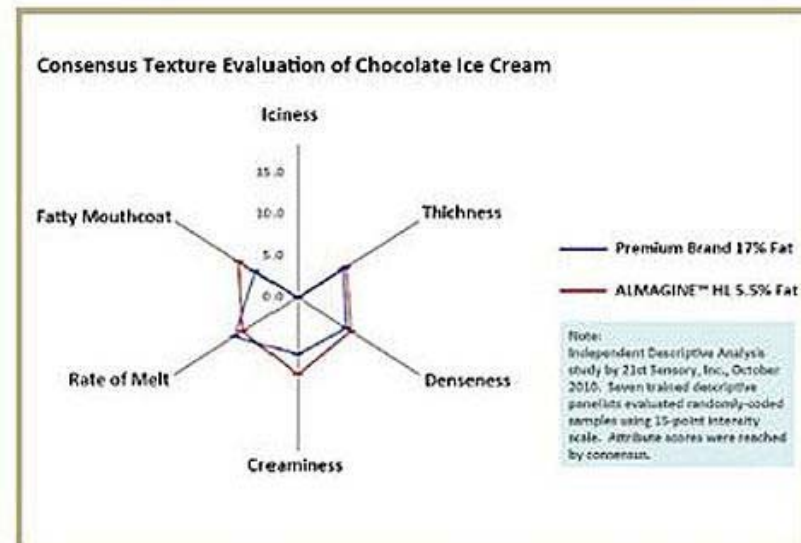 Consensus Texture Evaluation of Chocolate Ice Cream
Iciness
15.0
Fatty Mouthcoat
Thichness
10.0
5.0
0.0
Premium Brand 17% Fat
ALMAGINE™ HL 5.5% Fat
Note:
Independent Descriptive Analysis
study by 21st Sensory, Inc., October
2010. Seven trained descriptive
panelists evaluated randomly-coded
samples using 15-point intensity
scale. Attribute scores were reached
by consensus.
Rate of Melt
Denseness
Creaminess